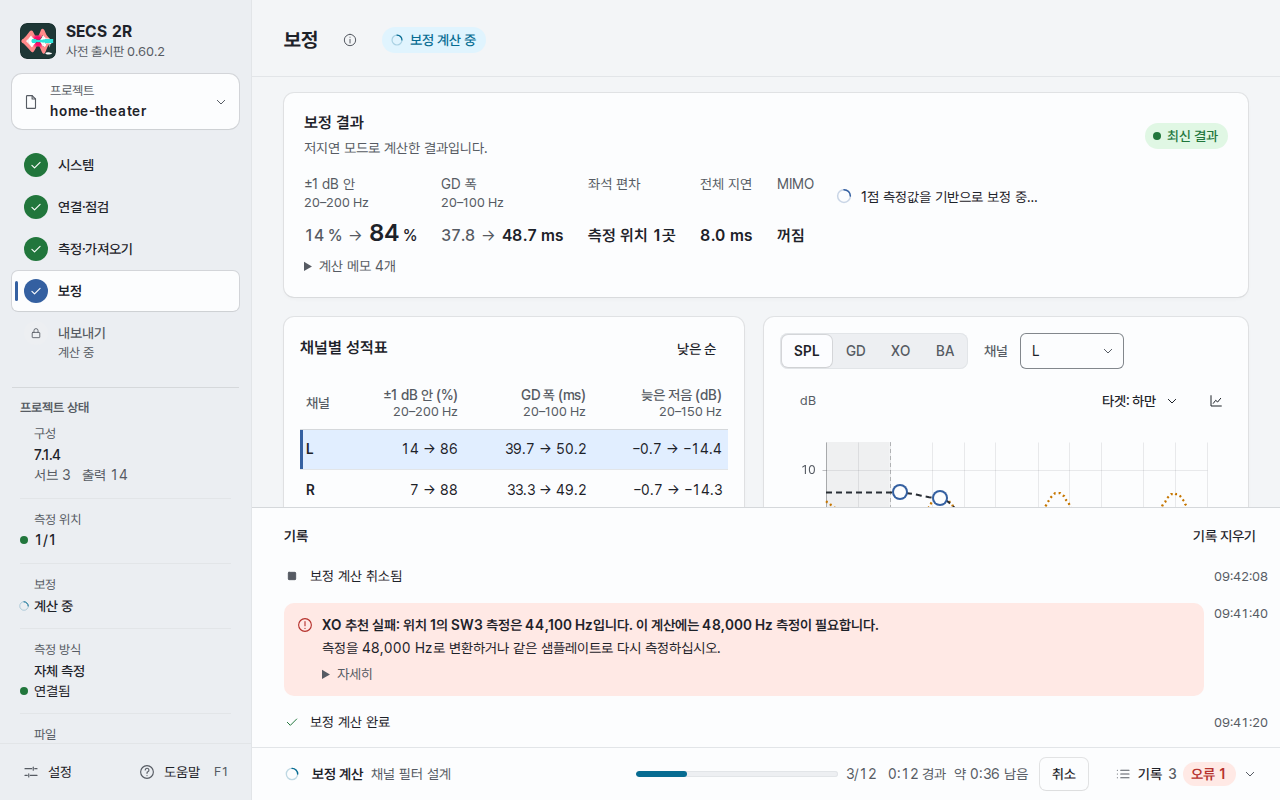 SECS 2R
사전 출시판 0.60.2
프로젝트
home-theater
시스템
연결·점검
측정·가져오기
보정
내보내기
계산 중
프로젝트 상태
구성
7.1.4
서브 3 출력 14
측정 위치
1/1
보정
계산 중
측정 방식
자체 측정
연결됨
파일
설정
도움말 F1
보정
보정 계산 중
보정 결과
저지연 모드로 계산한 결과입니다.
최신 결과
±1 dB 안
20–200 Hz
14 % → 84 %
GD 폭
20–100 Hz
37.8 → 48.7 ms
좌석 편차
측정 위치 1곳
전체 지연
8.0 ms
MIMO
꺼짐
1점 측정값을 기반으로 보정 중…
계산 메모 4개
채널별 성적표
낮은 순
채널 ±1 dB 안 (%) GD 폭 (ms) 늦은 저음 (dB)
20–200 Hz 20–100 Hz 20–150 Hz
L 14 → 86 39.7 → 50.2 −0.7 → −14.4
R 7 → 88 33.3 → 49.2 −0.7 → −14.3
SPL GD XO BA 채널 L
dB 타겟: 하만
10
기록
기록 지우기
보정 계산 취소됨 09:42:08
XO 추천 실패: 위치 1의 SW3 측정은 44,100 Hz입니다. 이 계산에는 48,000 Hz 측정이 필요합니다. 09:41:40
측정을 48,000 Hz로 변환하거나 같은 샘플레이트로 다시 측정하십시오.
자세히
보정 계산 완료 09:41:20
보정 계산 채널 필터 설계 3/12 0:12 경과 약 0:36 남음 취소 기록 3 오류 1